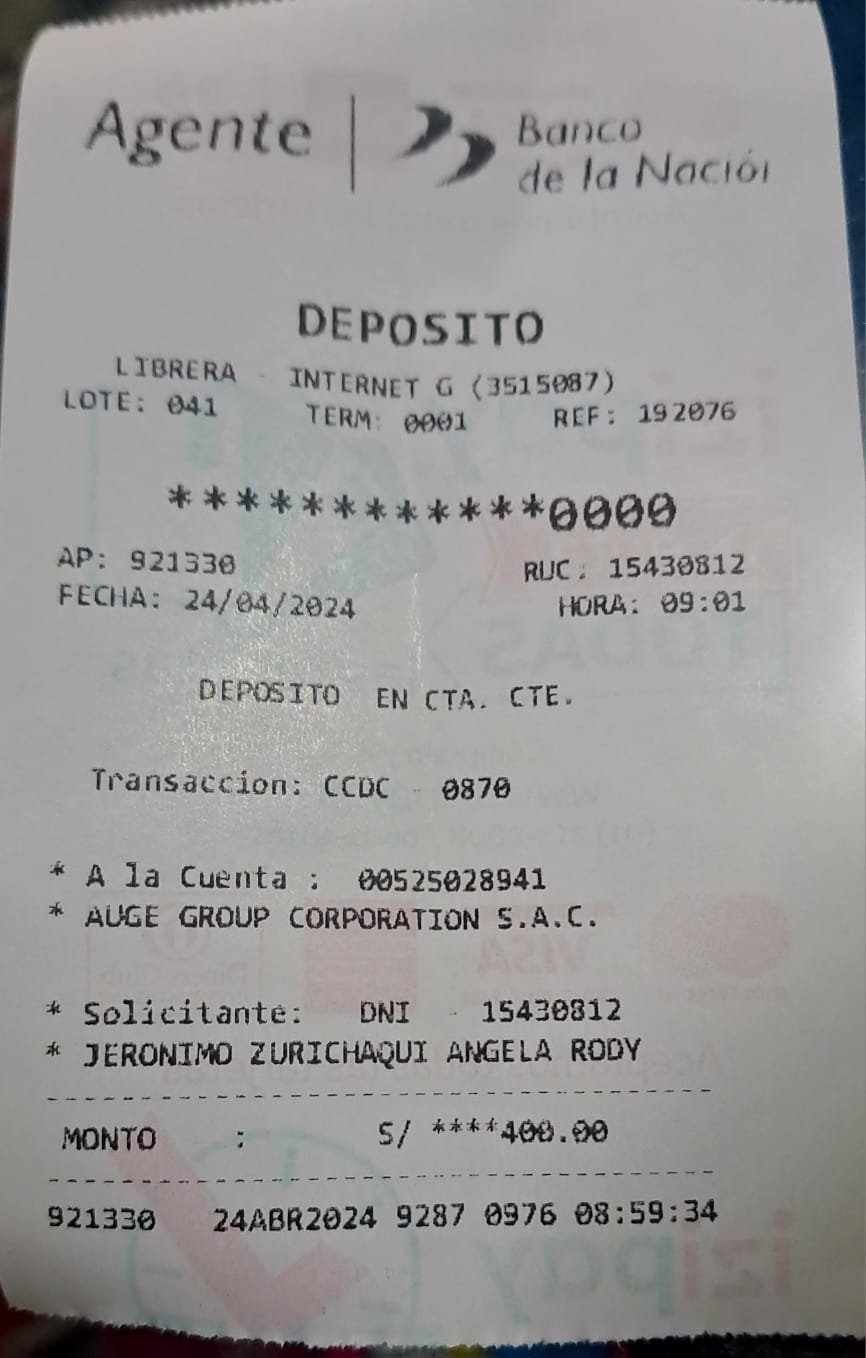 Agente | Banco
de la Nación
DEPOSITO
LIBRERA - INTERNET G (3515087)
LOTE: 041 TERM: 0001 REF: 192076
************0000
AP: 921330 RUC: 15430812
FECHA: 24/04/2024 HORA: 09:01
DEPOSITO EN CTA. CTE.
Transaccion: CCDC - 0870
* A la Cuenta : 00525028941
* AUGE GROUP CORPORATION S.A.C.
* Solicitante: DNI - 15430812
* JERONIMO ZURICHAQUI ANGELA RODY
MONTO : S/ ****400.00
921330 24ABR2024 9287 0976 08:59:34